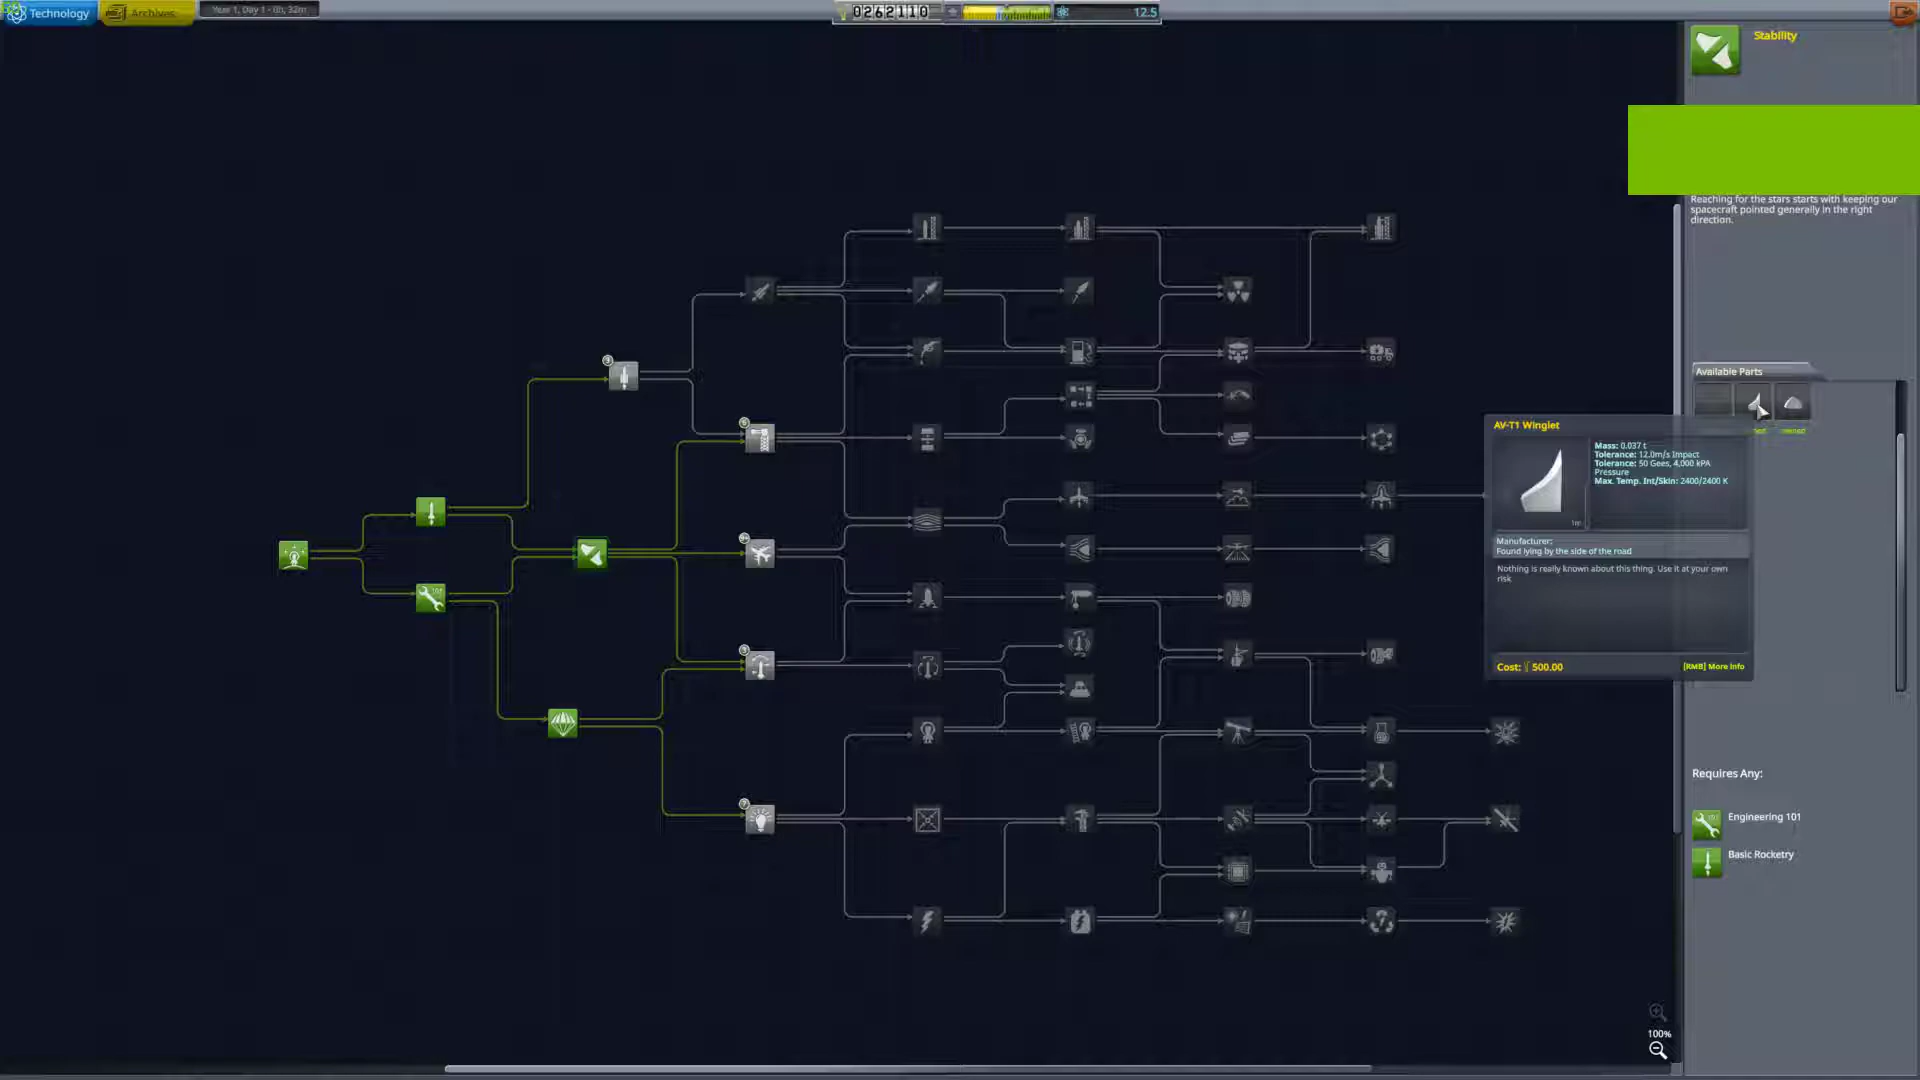 Technology
Archives
Year 1, Day 1 - 0h, 32m
0262110
12.5
Stability
Reaching for the stars starts with keeping our
spacecraft pointed generally in the right
direction.
Available Parts
AV-T1 Winglet
Mass: 0.037 t
Tolerance: 12.0m/s Impact
Tolerance: 50 Gees, 4,000 kPA
Pressure
Max. Temp. Int/Skin: 2400/2400 K
Manufacturer:
Found lying by the side of the road
Nothing is really known about this thing. Use it at your own
risk
Cost: 500.00
[RMB] More Info
Requires Any:
Engineering 101
Basic Rocketry
100%